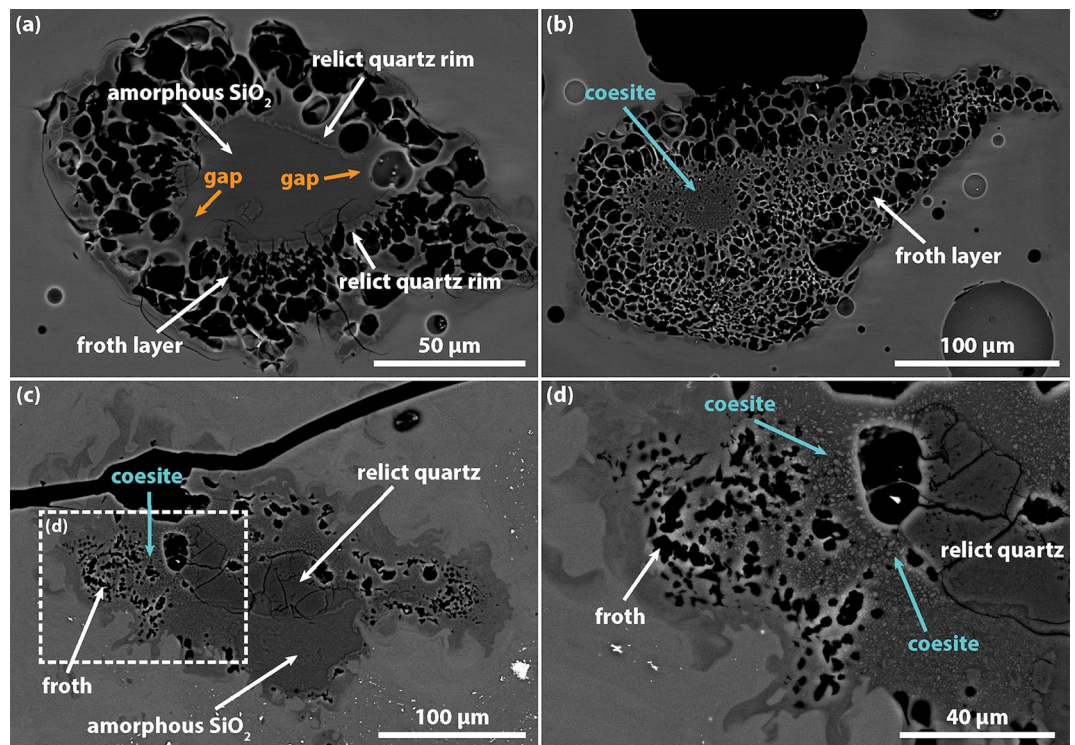 (a)
relict quartz rim
amorphous SiO₂
gap
gap
relict quartz rim
froth layer
50 µm
(b)
coesite
froth layer
100 µm
(c)
coesite
relict quartz
(d)
froth
amorphous SiO₂
100 µm
(d)
coesite
relict quartz
froth
coesite
40 µm